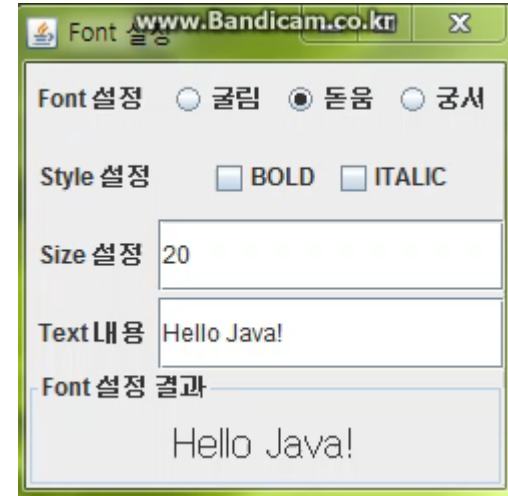 www.Bandicam.co.kr
Font 설정
Font 설정 굴림 돋움 궁서
Style 설정 BOLD ITALIC
Size 설정 20
Text 내용 Hello Java!
Font 설정 결과
Hello Java!